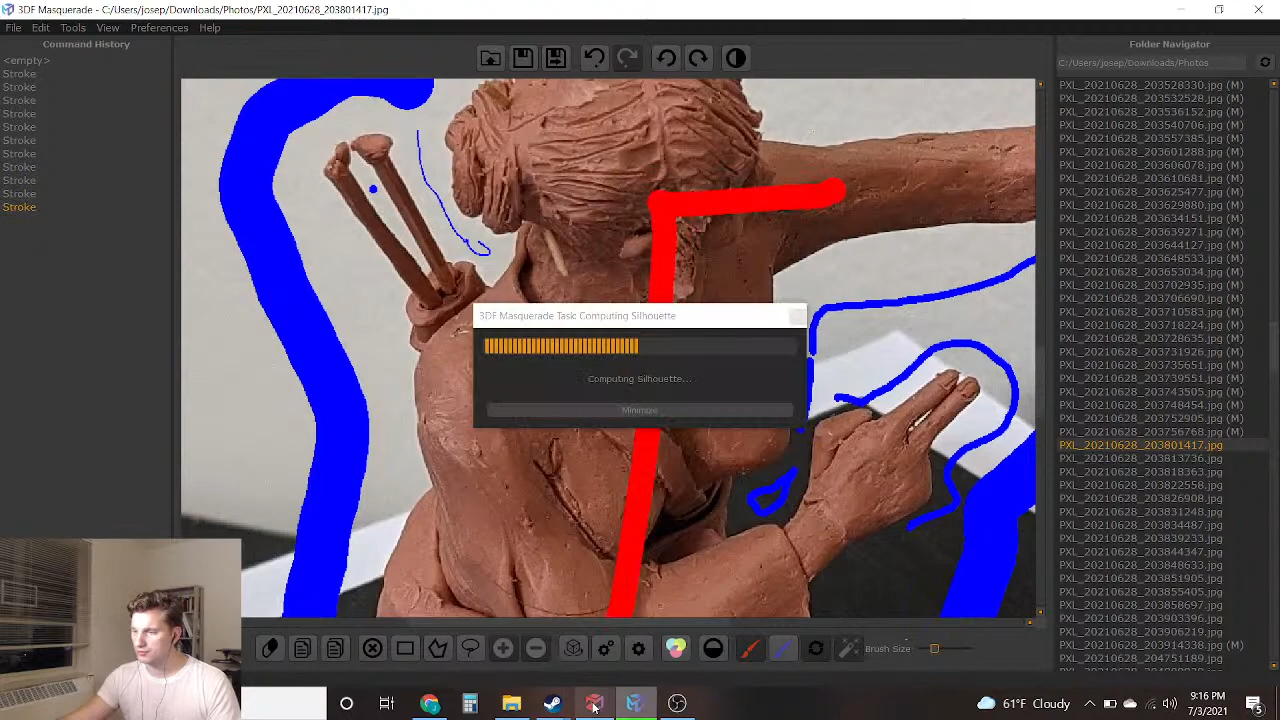 3DF Masquerade - C:/Users/josep/Downloads/Photos/PXL_20210628_203801417.jpg
File Edit Tools View Preferences Help
Command History
<empty>
Stroke
Stroke
Stroke
Stroke
Stroke
Stroke
Stroke
Stroke
Stroke
Stroke
Stroke
3DF Masquerade Task: Computing Silhouette
Computing Silhouette...
Minimize
Folder Navigator
C:/Users/josep/Downloads/Photos
PXL_20210628_203528330.jpg (M)
PXL_20210628_203532528.jpg (M)
PXL_20210628_203536152.jpg (M)
PXL_20210628_203540706.jpg (M)
PXL_20210628_203557385.jpg (M)
PXL_20210628_203601288.jpg (M)
PXL_20210628_203606078.jpg (M)
PXL_20210628_203610681.jpg (M)
PXL_20210628_203625477.jpg (M)
PXL_20210628_203629880.jpg (M)
PXL_20210628_203634151.jpg (M)
PXL_20210628_203639238.jpg (M)
PXL_20210628_203644127.jpg (M)
PXL_20210628_203648531.jpg (M)
PXL_20210628_203653034.jpg (M)
PXL_20210628_203702935.jpg (M)
PXL_20210628_203706690.jpg (M)
PXL_20210628_203710583.jpg (M)
PXL_20210628_203718224.jpg (M)
PXL_20210628_203728635.jpg (M)
PXL_20210628_203731926.jpg (M)
PXL_20210628_203735651.jpg (M)
PXL_20210628_203739551.jpg (M)
PXL_20210628_203743505.jpg (M)
PXL_20210628_203748454.jpg (M)
PXL_20210628_203752905.jpg (M)
PXL_20210628_203756768.jpg (M)
PXL_20210628_203801417.jpg
PXL_20210628_203813736.jpg
PXL_20210628_203818363.jpg
PXL_20210628_203822558.jpg
PXL_20210628_203826908.jpg
PXL_20210628_203831248.jpg
PXL_20210628_203834487.jpg
PXL_20210628_203839233.jpg
PXL_20210628_203844347.jpg
PXL_20210628_203848633.jpg
PXL_20210628_203851905.jpg
PXL_20210628_203855405.jpg
PXL_20210628_203858697.jpg
PXL_20210628_203903396.jpg
PXL_20210628_203906219.jpg
PXL_20210628_203914938.jpg (M)
PXL_20210628_204751189.jpg
Brush Size
61°F Cloudy
9:16 PM
7/3/2021
5